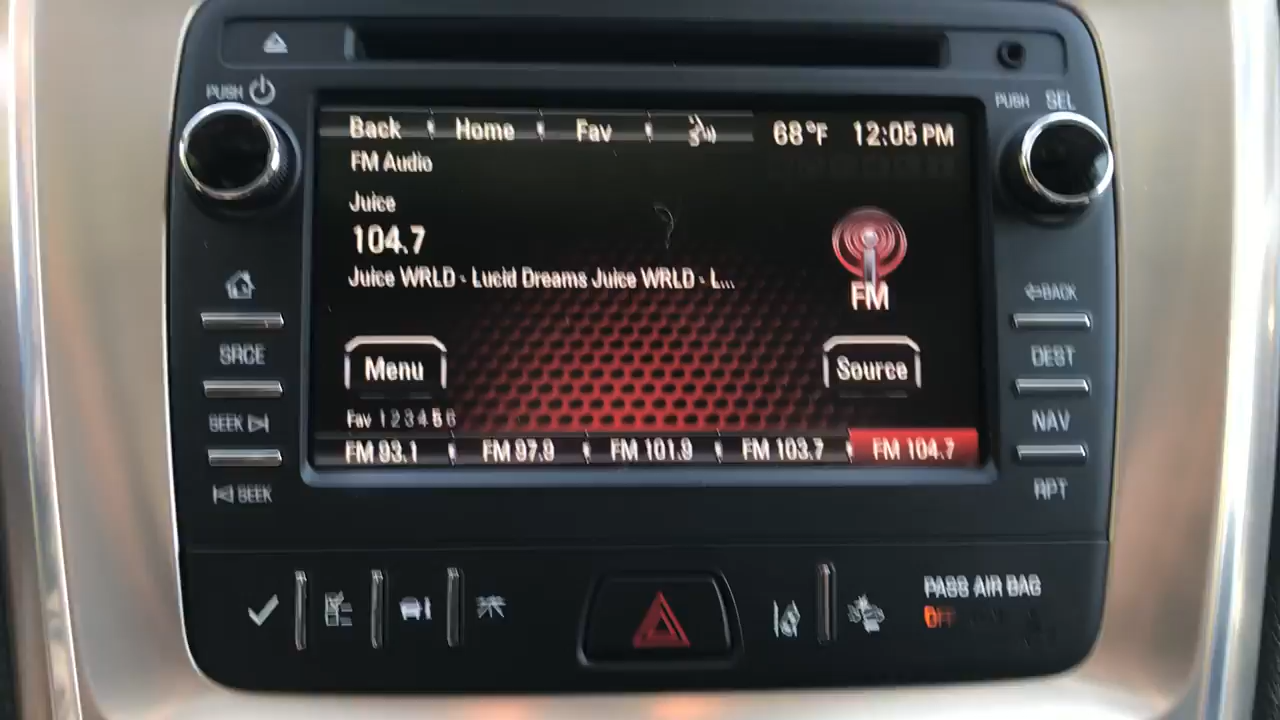 PUSH
PUSH SEL
Back Home Fav 68°F 12:05 PM
FM Audio
Juice
104.7
Juice WRLD - Lucid Dreams Juice WRLD - L...
FM
BACK
SRCE
DEST
Menu
Source
SEEK
NAV
Fav 1 2 3 4 5 6
FM 93.1 FM 97.9 FM 101.9 FM 103.7 FM 104.7
SEEK
RPT
PASS AIR BAG
OFF